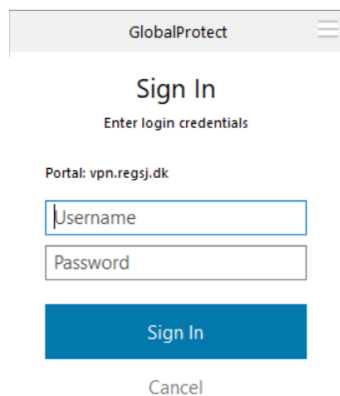 GlobalProtect
Sign In
Enter login credentials
Portal: vpn.regsj.dk
Username
Password
Sign In
Cancel